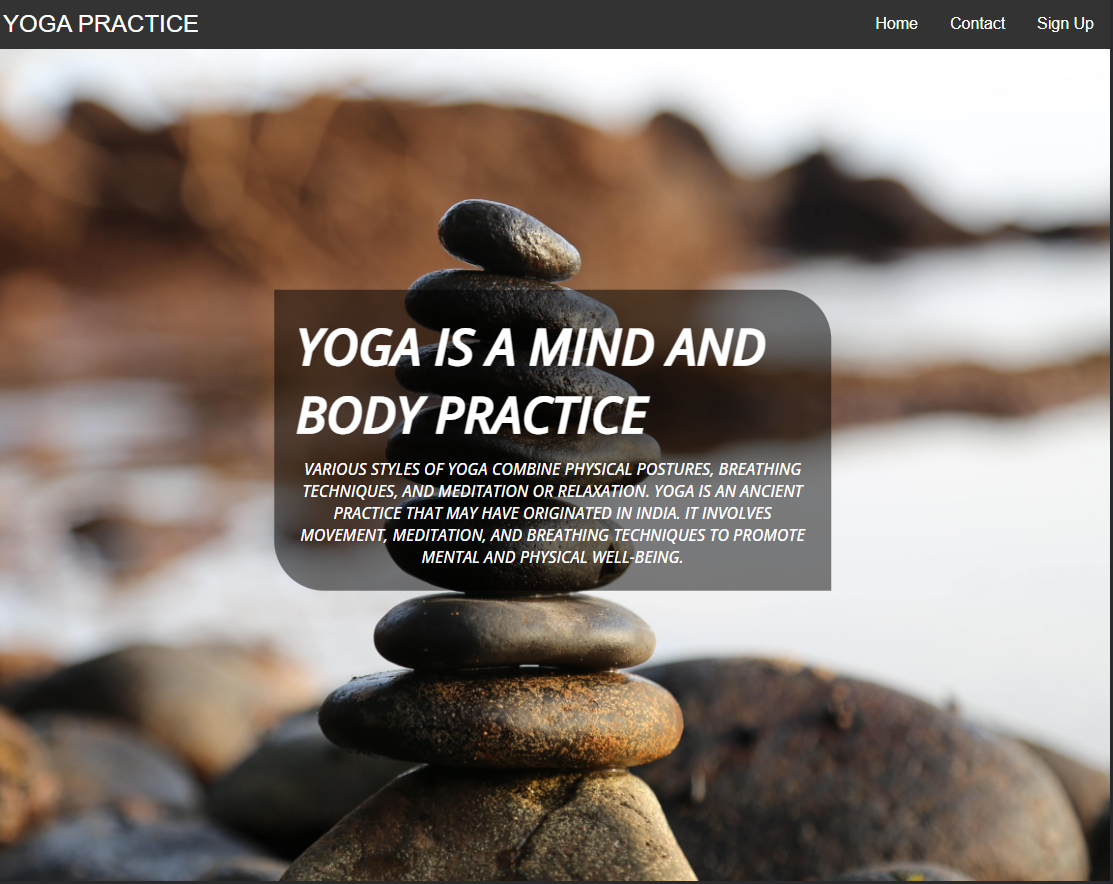 YOGA PRACTICE
Home Contact Sign Up
YOGA IS A MIND AND
BODY PRACTICE
VARIOUS STYLES OF YOGA COMBINE PHYSICAL POSTURES, BREATHING
TECHNIQUES, AND MEDITATION OR RELAXATION. YOGA IS AN ANCIENT
PRACTICE THAT MAY HAVE ORIGINATED IN INDIA. IT INVOLVES
MOVEMENT, MEDITATION, AND BREATHING TECHNIQUES TO PROMOTE
MENTAL AND PHYSICAL WELL-BEING.